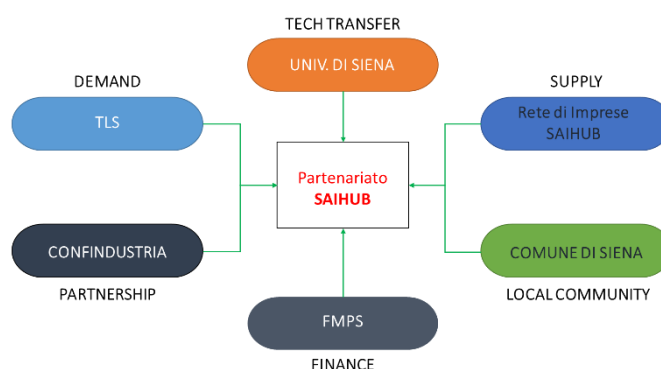 TECH TRANSFER
UNIV. DI SIENA
DEMAND
TLS
SUPPLY
Rete di Imprese
SAIHUB
Partenariato
SAIHUB
CONFINDUSTRIA
PARTNERSHIP
COMUNE DI SIENA
LOCAL COMMUNITY
FMPS
FINANCE